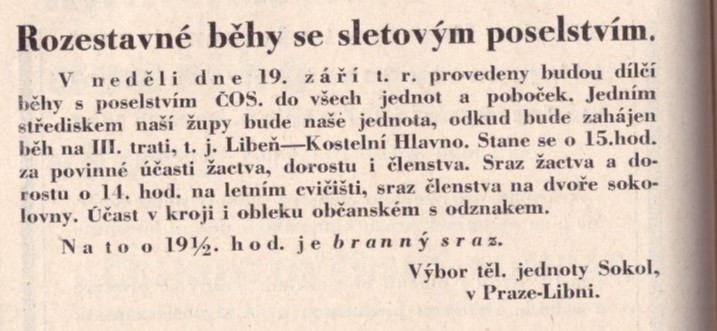 Rozestavné běhy se sletovým poselstvím.
V neděli dne 19. září t. r. provedeny budou dílčí
běhy s poselstvím ČOS. do všech jednot a poboček. Jedním
střediskem naší župy bude naše jednota, odkud bude zahájen
běh na III. trati, t. j. Libeň—Kostelní Hlavno. Stane se o 15.hod.
za povinné účasti žactva, dorostu i členstva. Sraz žactva a do-
rostu o 14. hod. na letním cvičišti, sraz členstva na dvoře soko-
lovny. Účast v kroji i obleku občanském s odznakem.
Na to o 19½. hod. je branný sraz.
Výbor těl. jednoty Sokol,
v Praze-Libni.